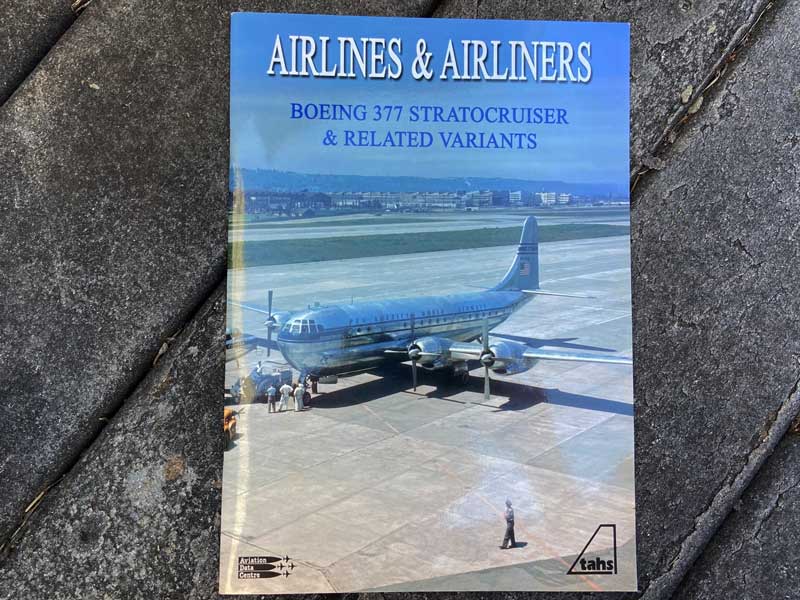 AIRLINES & AIRLINERS
BOEING 377 STRATOCRUISER
& RELATED VARIANTS
Aviation
Data
Centre
tahs